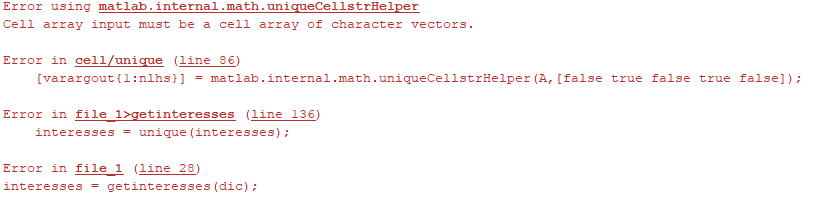 Error using matlab.internal.math.uniqueCellstrHelper
Cell array input must be a cell array of character vectors.
Error in cell/unique (line 86)
[varargout{1:nlhs}] = matlab.internal.math.uniqueCellstrHelper(A,[false true false true false]);
Error in file_1>getinteresses (line 136)
interesses = unique(interesses);
Error in file_1 (line 28)
interesses = getinteresses(dic);